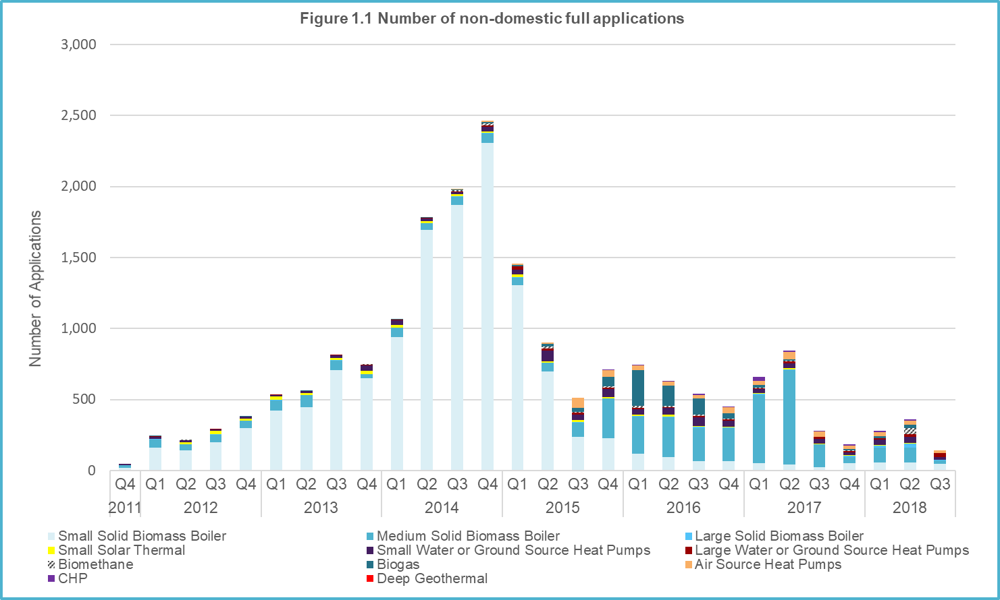 Figure 1.1 Number of non-domestic full applications
3,000
2,500
2,000
1,500
1,000
500
0
Number of Applications
Q4 Q1 Q2 Q3 Q4 Q1 Q2 Q3 Q4 Q1 Q2 Q3 Q4 Q1 Q2 Q3 Q4 Q1 Q2 Q3 Q4 Q1 Q2 Q3 Q4 Q1 Q2 Q3
2011 2012 2013 2014 2015 2016 2017 2018
Small Solid Biomass Boiler Medium Solid Biomass Boiler Large Solid Biomass Boiler
Small Solar Thermal Small Water or Ground Source Heat Pumps Large Water or Ground Source Heat Pumps
Biomethane Biogas Air Source Heat Pumps
CHP Deep Geothermal